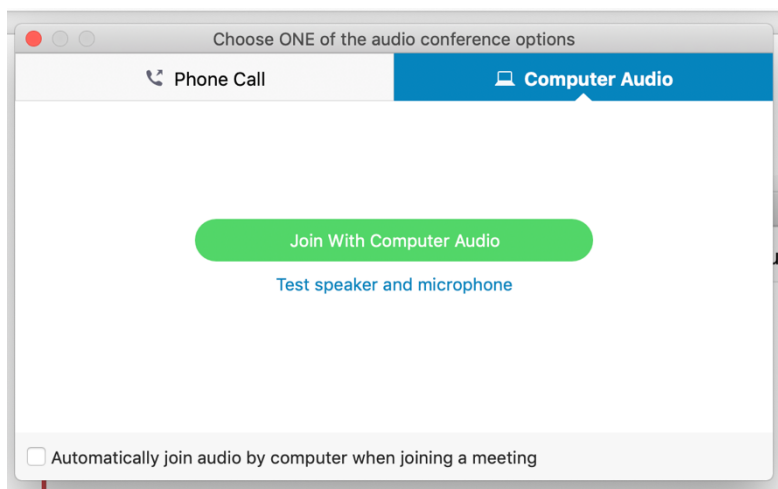 Choose ONE of the audio conference options
Phone Call
Computer Audio
Join With Computer Audio
Test speaker and microphone
Automatically join audio by computer when joining a meeting